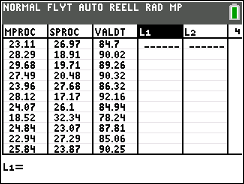 NORMAL FLYT AUTO REELL RAD MP
MPROC SPROC VALDT L1 L2 4
23.11 26.97 84.7 ------ ------
28.29 18.91 90.02
29.68 19.71 89.26
27.49 20.48 90.32
23.96 27.68 86.32
28.12 17.17 92.16
24.07 26.1 84.94
18.52 32.34 78.24
24.84 23.07 87.81
22.94 27.29 85.06
25.84 23.87 90.25
L1=